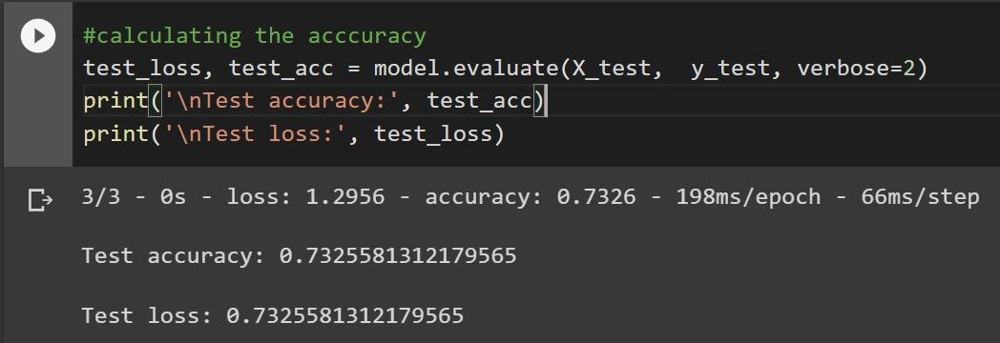 #calculating the acccuracy
test_loss, test_acc = model.evaluate(X_test,  y_test, verbose=2)
print('\nTest accuracy:', test_acc)
print('\nTest loss:', test_loss)
3/3 - 0s - loss: 1.2956 - accuracy: 0.7326 - 198ms/epoch - 66ms/step
Test accuracy: 0.7325581312179565
Test loss: 0.7325581312179565